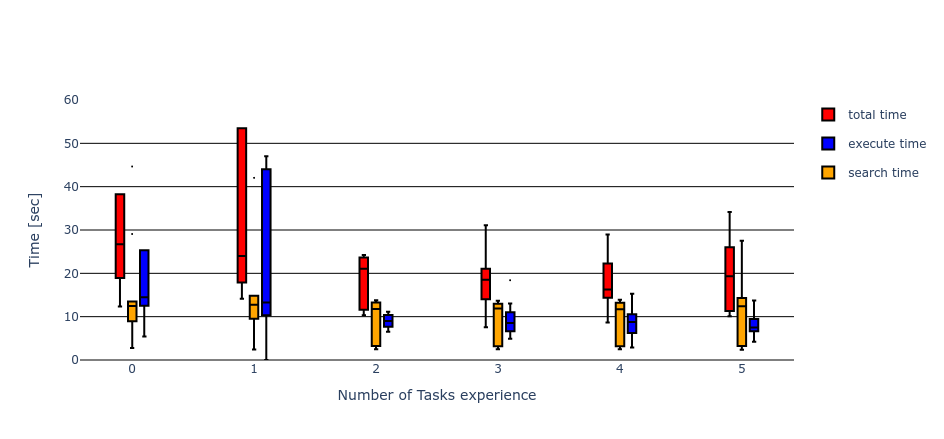 60
50
40
30
20
10
0
Time [sec]
0 1 2 3 4 5
Number of Tasks experience
total time
execute time
search time